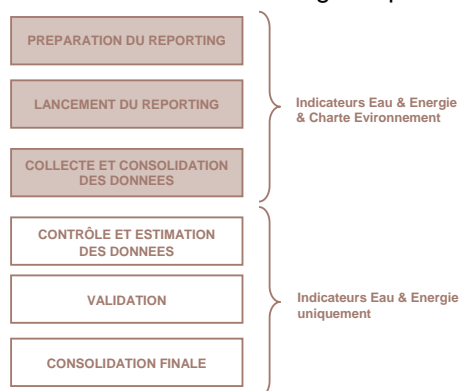 PREPARATION DU REPORTING
LANCEMENT DU REPORTING
Indicateurs Eau & Energie
& Charte Evironnement
COLLECTE ET CONSOLIDATION
DES DONNEES
CONTRÔLE ET ESTIMATION
DES DONNEES
VALIDATION
Indicateurs Eau & Energie
uniquement
CONSOLIDATION FINALE